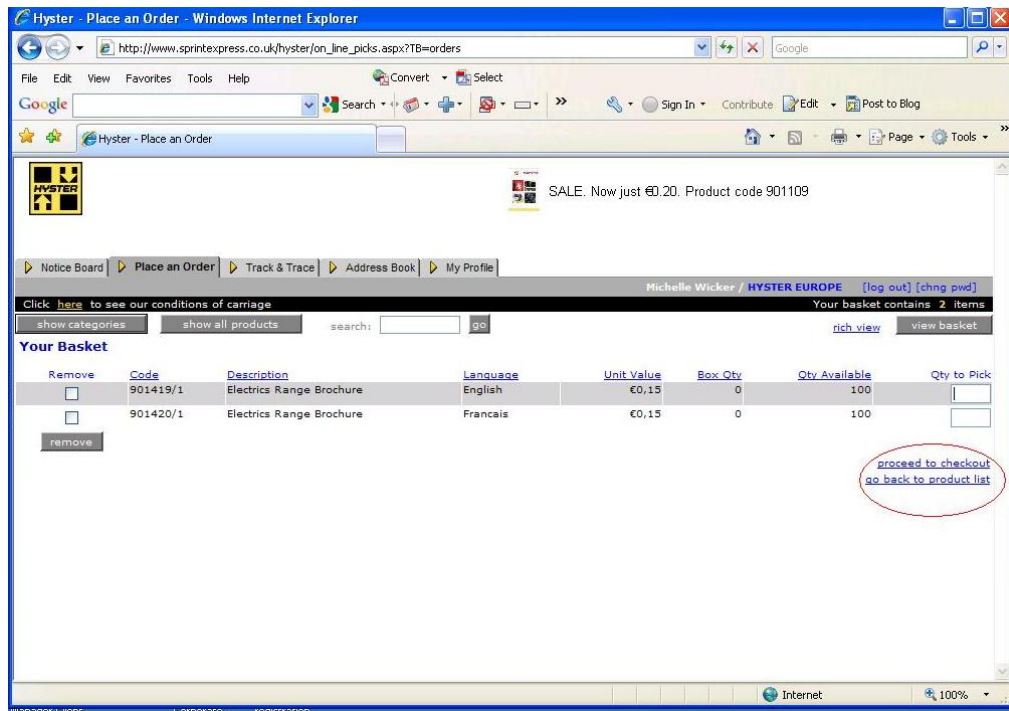 Hyster - Place an Order - Windows Internet Explorer
http://www.sprintexpress.co.uk/hyster/on_line_picks.aspx?TB=orders Google
File Edit View Favorites Tools Help Convert Select
Google Search » Sign In Contribute Edit Post to Blog
Hyster - Place an Order Page Tools »
HYSTER
SALE. Now just €0.20. Product code 901109
Notice Board Place an Order Track & Trace Address Book My Profile
Michelle Wicker / HYSTER EUROPE [log out] [chng pwd]
Click here to see our conditions of carriage Your basket contains 2 items
show categories show all products search: go rich view view basket
Your Basket
Remove Code Description Language Unit Value Box Qty Qty Available Qty to Pick
901419/1 Electrics Range Brochure English €0,15 0 100
901420/1 Electrics Range Brochure Francais €0,15 0 100
remove
proceed to checkout
go back to product list
Internet 100%